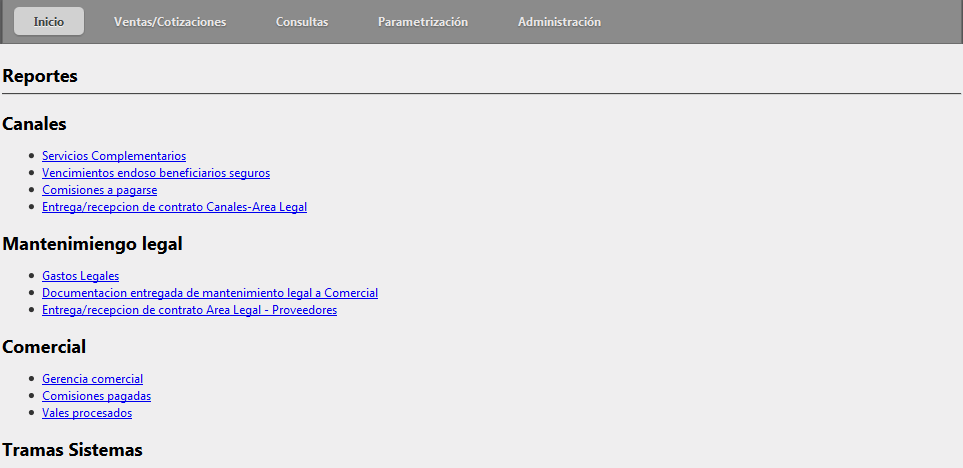 Inicio Ventas/Cotizaciones Consultas Parametrización Administración
Reportes
Canales
Servicios Complementarios
Vencimientos endoso beneficiarios seguros
Comisiones a pagarse
Entrega/recepcion de contrato Canales-Area Legal
Mantenimiengo legal
Gastos Legales
Documentacion entregada de mantenimiento legal a Comercial
Entrega/recepcion de contrato Area Legal - Proveedores
Comercial
Gerencia comercial
Comisiones pagadas
Vales procesados
Tramas Sistemas